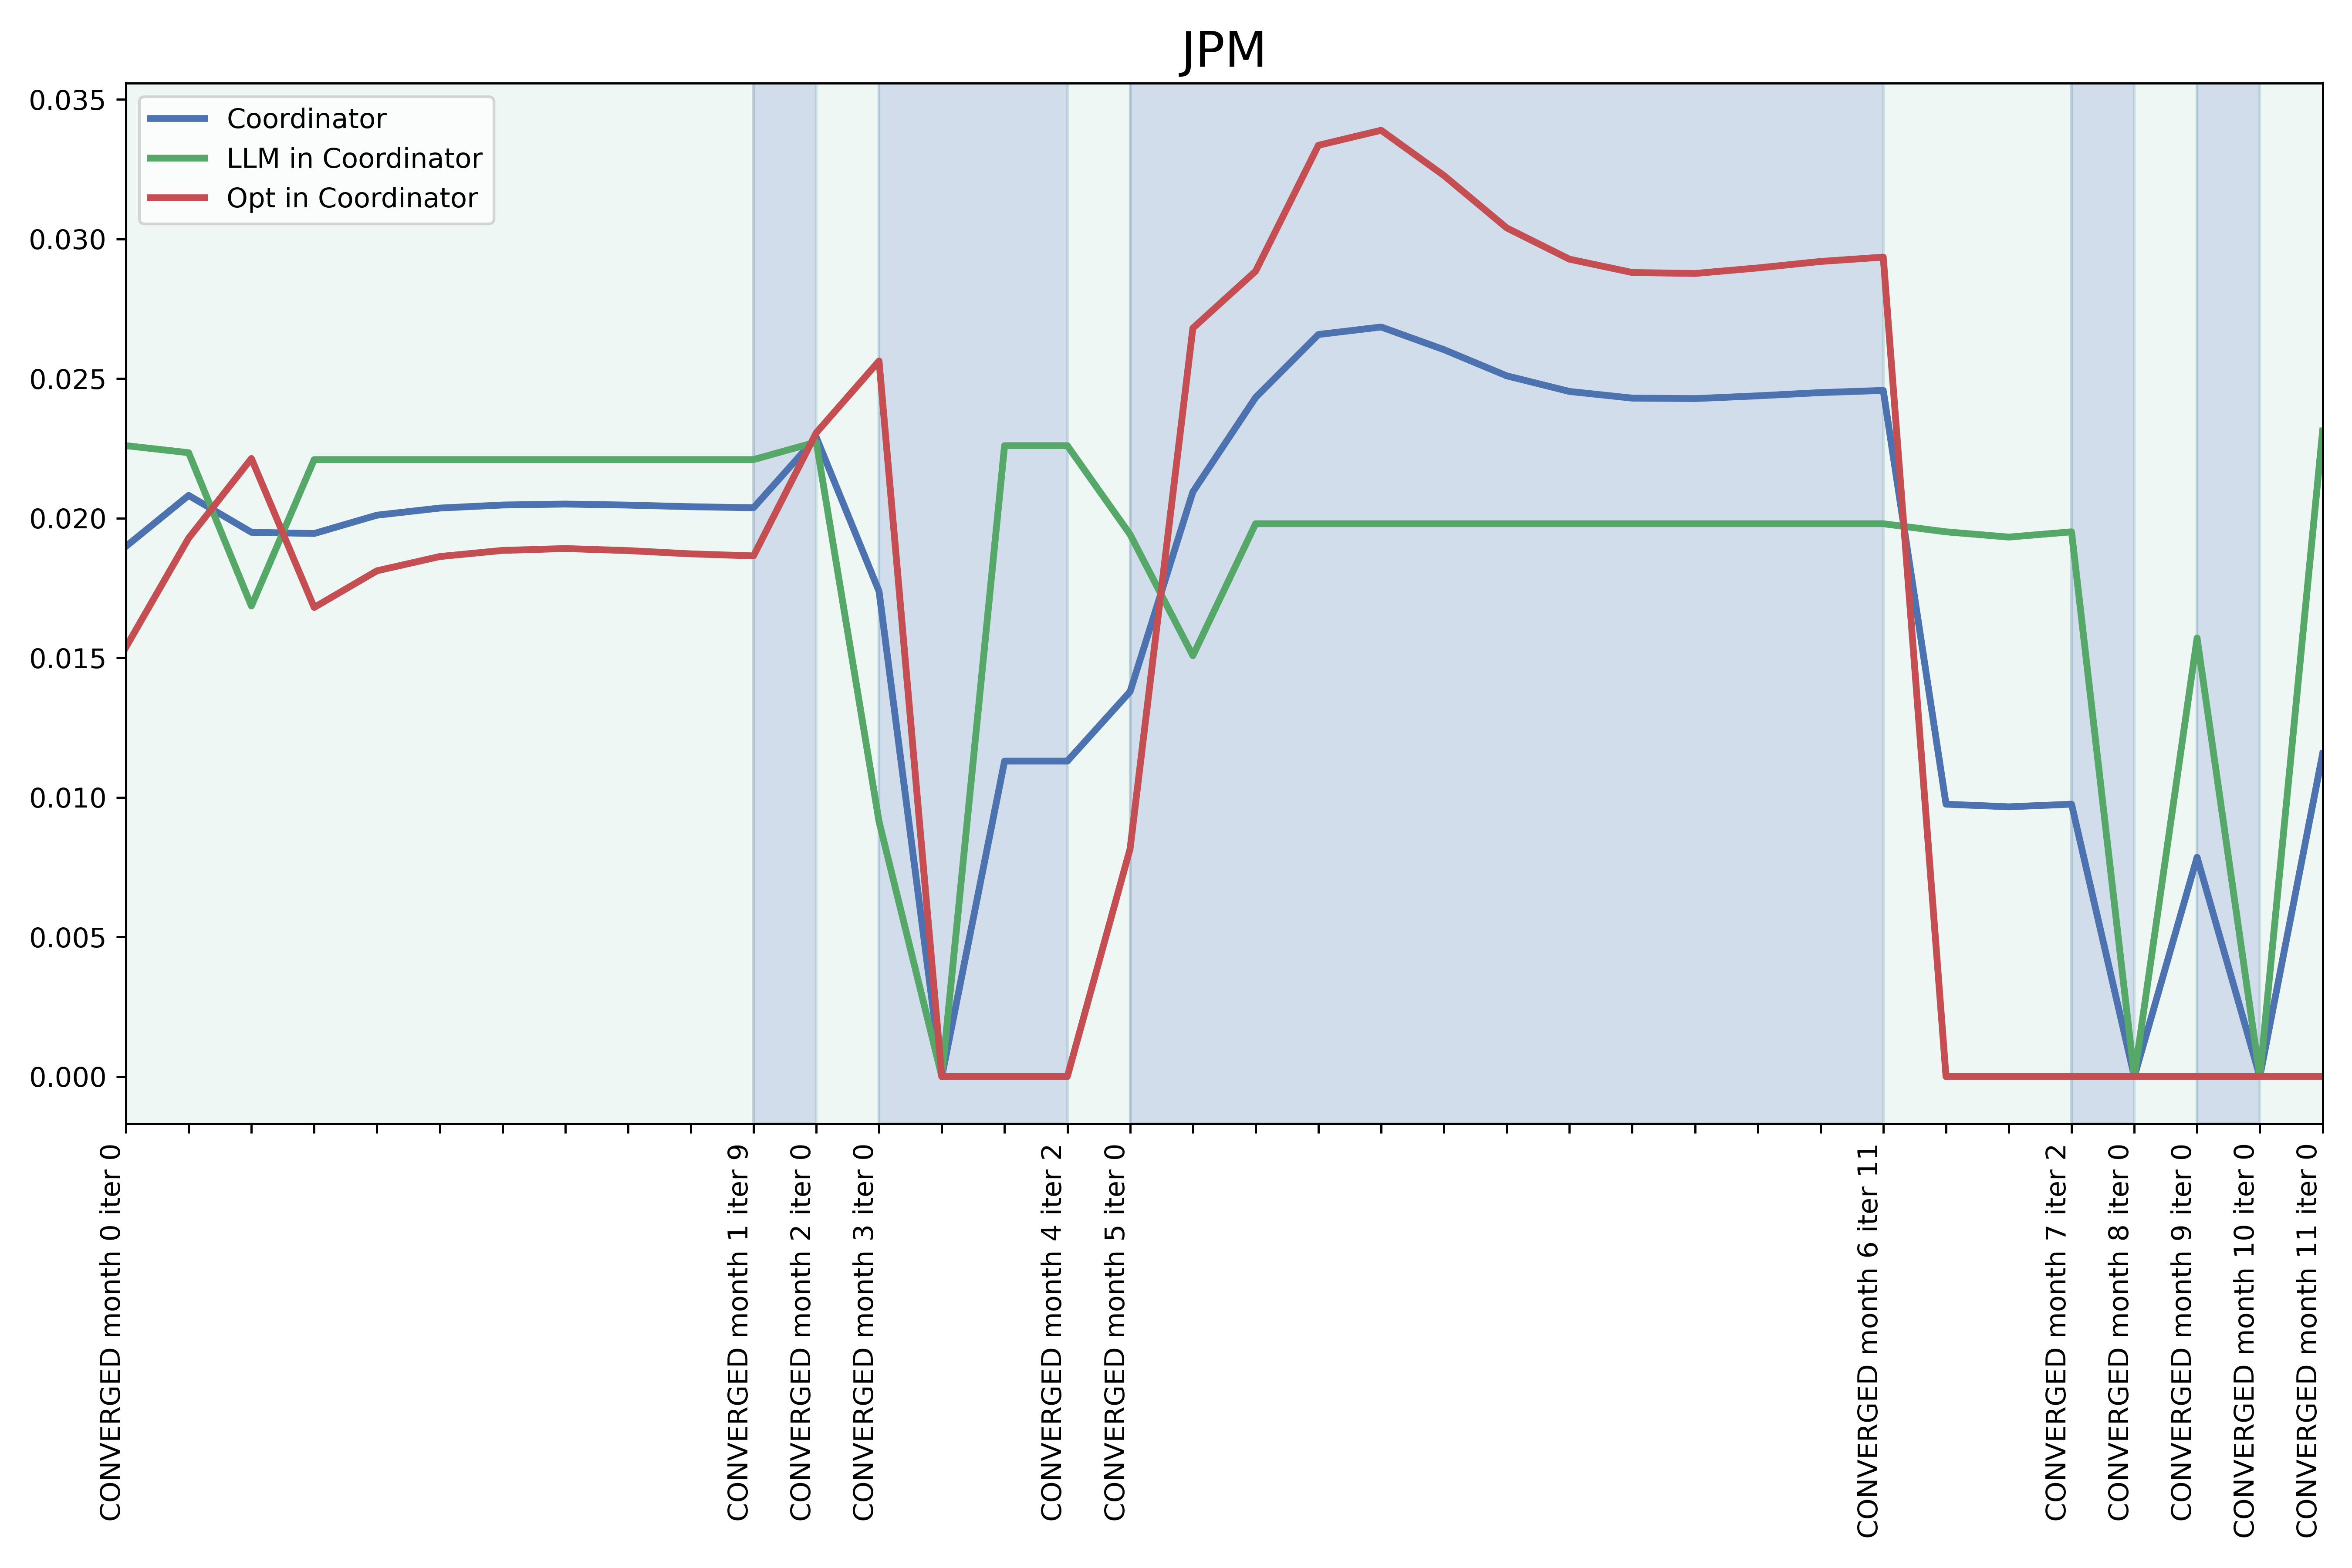 JPM
0.035
0.030
0.025
0.020
0.015
0.010
0.005
0.000
Coordinator
LLM in Coordinator
Opt in Coordinator
CONVERGED month 0 iter 0
CONVERGED month 1 iter 9
CONVERGED month 2 iter 0
CONVERGED month 3 iter 0
CONVERGED month 4 iter 2
CONVERGED month 5 iter 0
CONVERGED month 6 iter 11
CONVERGED month 7 iter 2
CONVERGED month 8 iter 0
CONVERGED month 9 iter 0
CONVERGED month 10 iter 0
CONVERGED month 11 iter 0